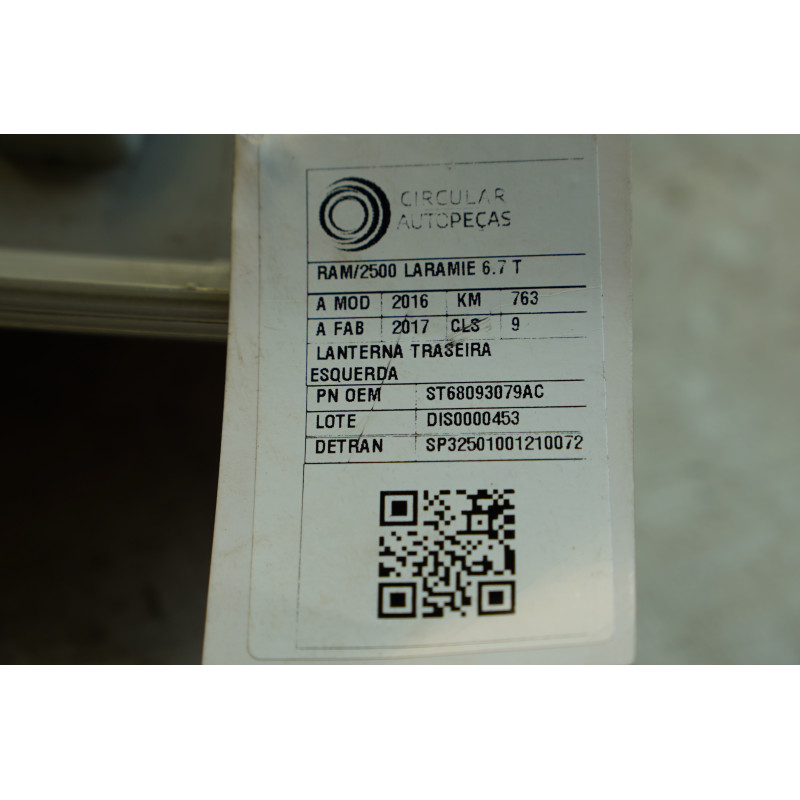 CIRCULAR
AUTOPEÇAS
RAM/2500 LARAMIE 6.7 T
A MOD 2016 KM 763
A FAB 2017 CLS 9
LANTERNA TRASEIRA
ESQUERDA
PN OEM ST68093079AC
LOTE DIS0000453
DETRAN SP32501001210072